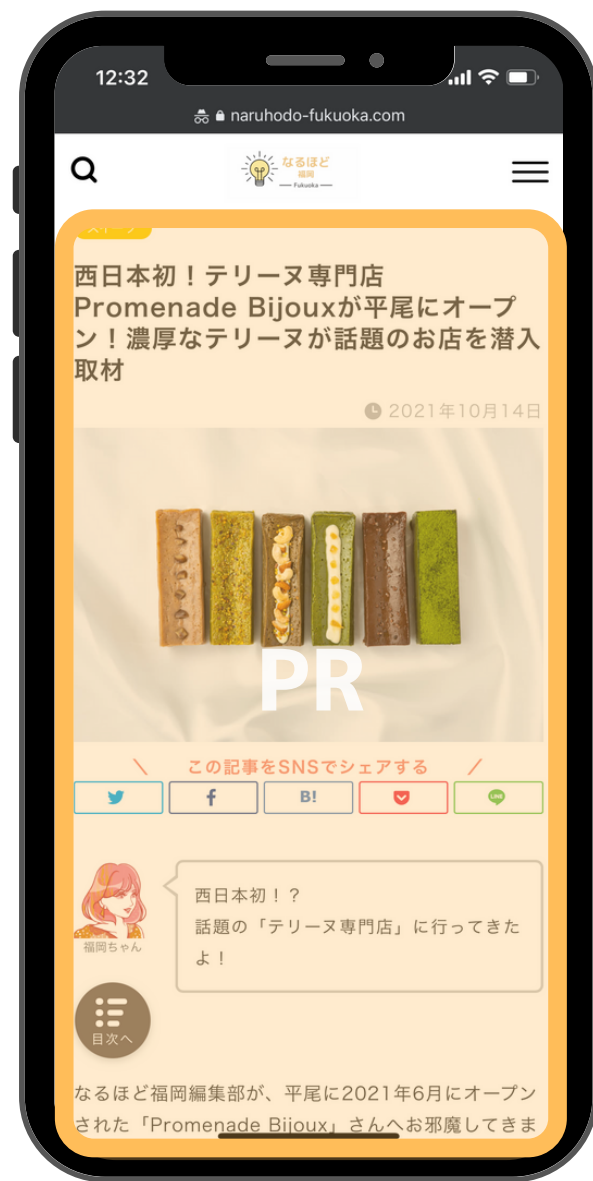 12:32
naruhodo-fukuoka.com
なるほど
福岡
Fukuoka
スイーツ
西日本初！テリーヌ専門店
Promenade Bijouxが平尾にオープ
ン！濃厚なテリーヌが話題のお店を潜入
取材
2021年10月14日
PR
この記事をSNSでシェアする
B!
LINE
西日本初！？
話題の「テリーヌ専門店」に行ってきた
よ！
福岡ちゃん
目次へ
なるほど福岡編集部が、平尾に2021年6月にオープン
された「Promenade Bijoux」さんへお邪魔してきま